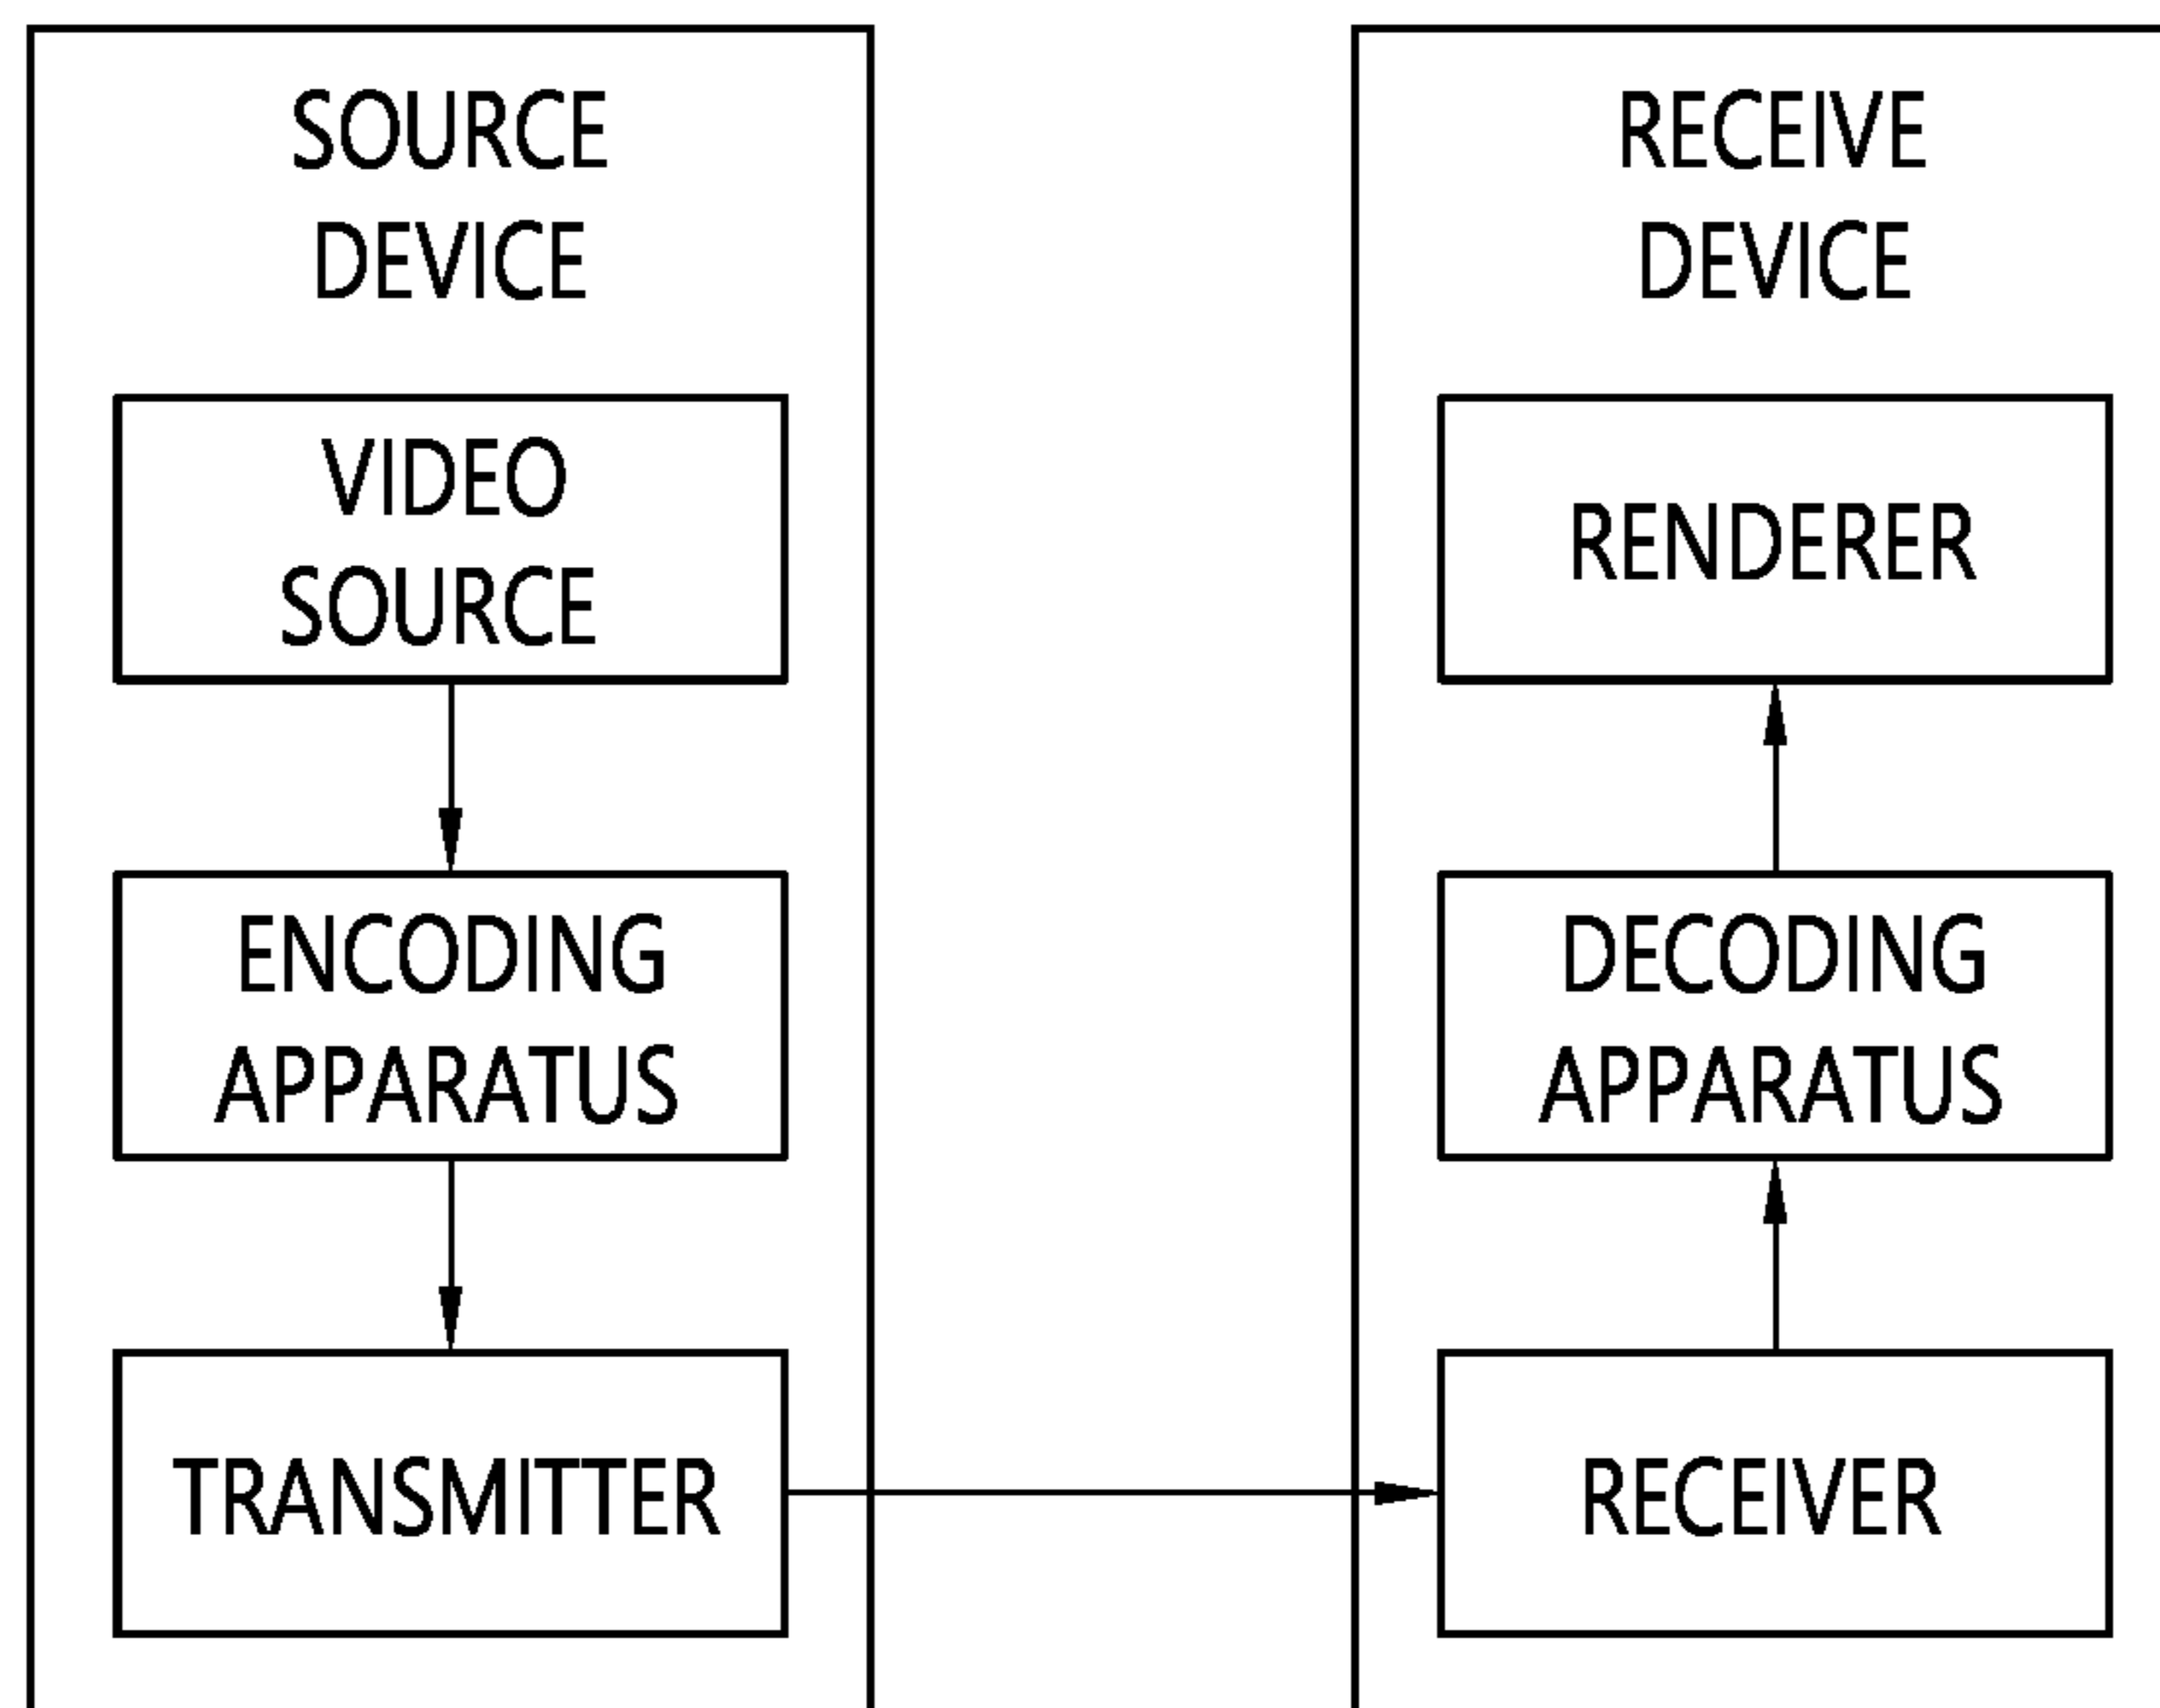 SOURCE
DEVICE
VIDEO
SOURCE
ENCODING
APPARATUS
TRANSMITTER
RECEIVE
DEVICE
RENDERER
DECODING
APPARATUS
RECEIVER